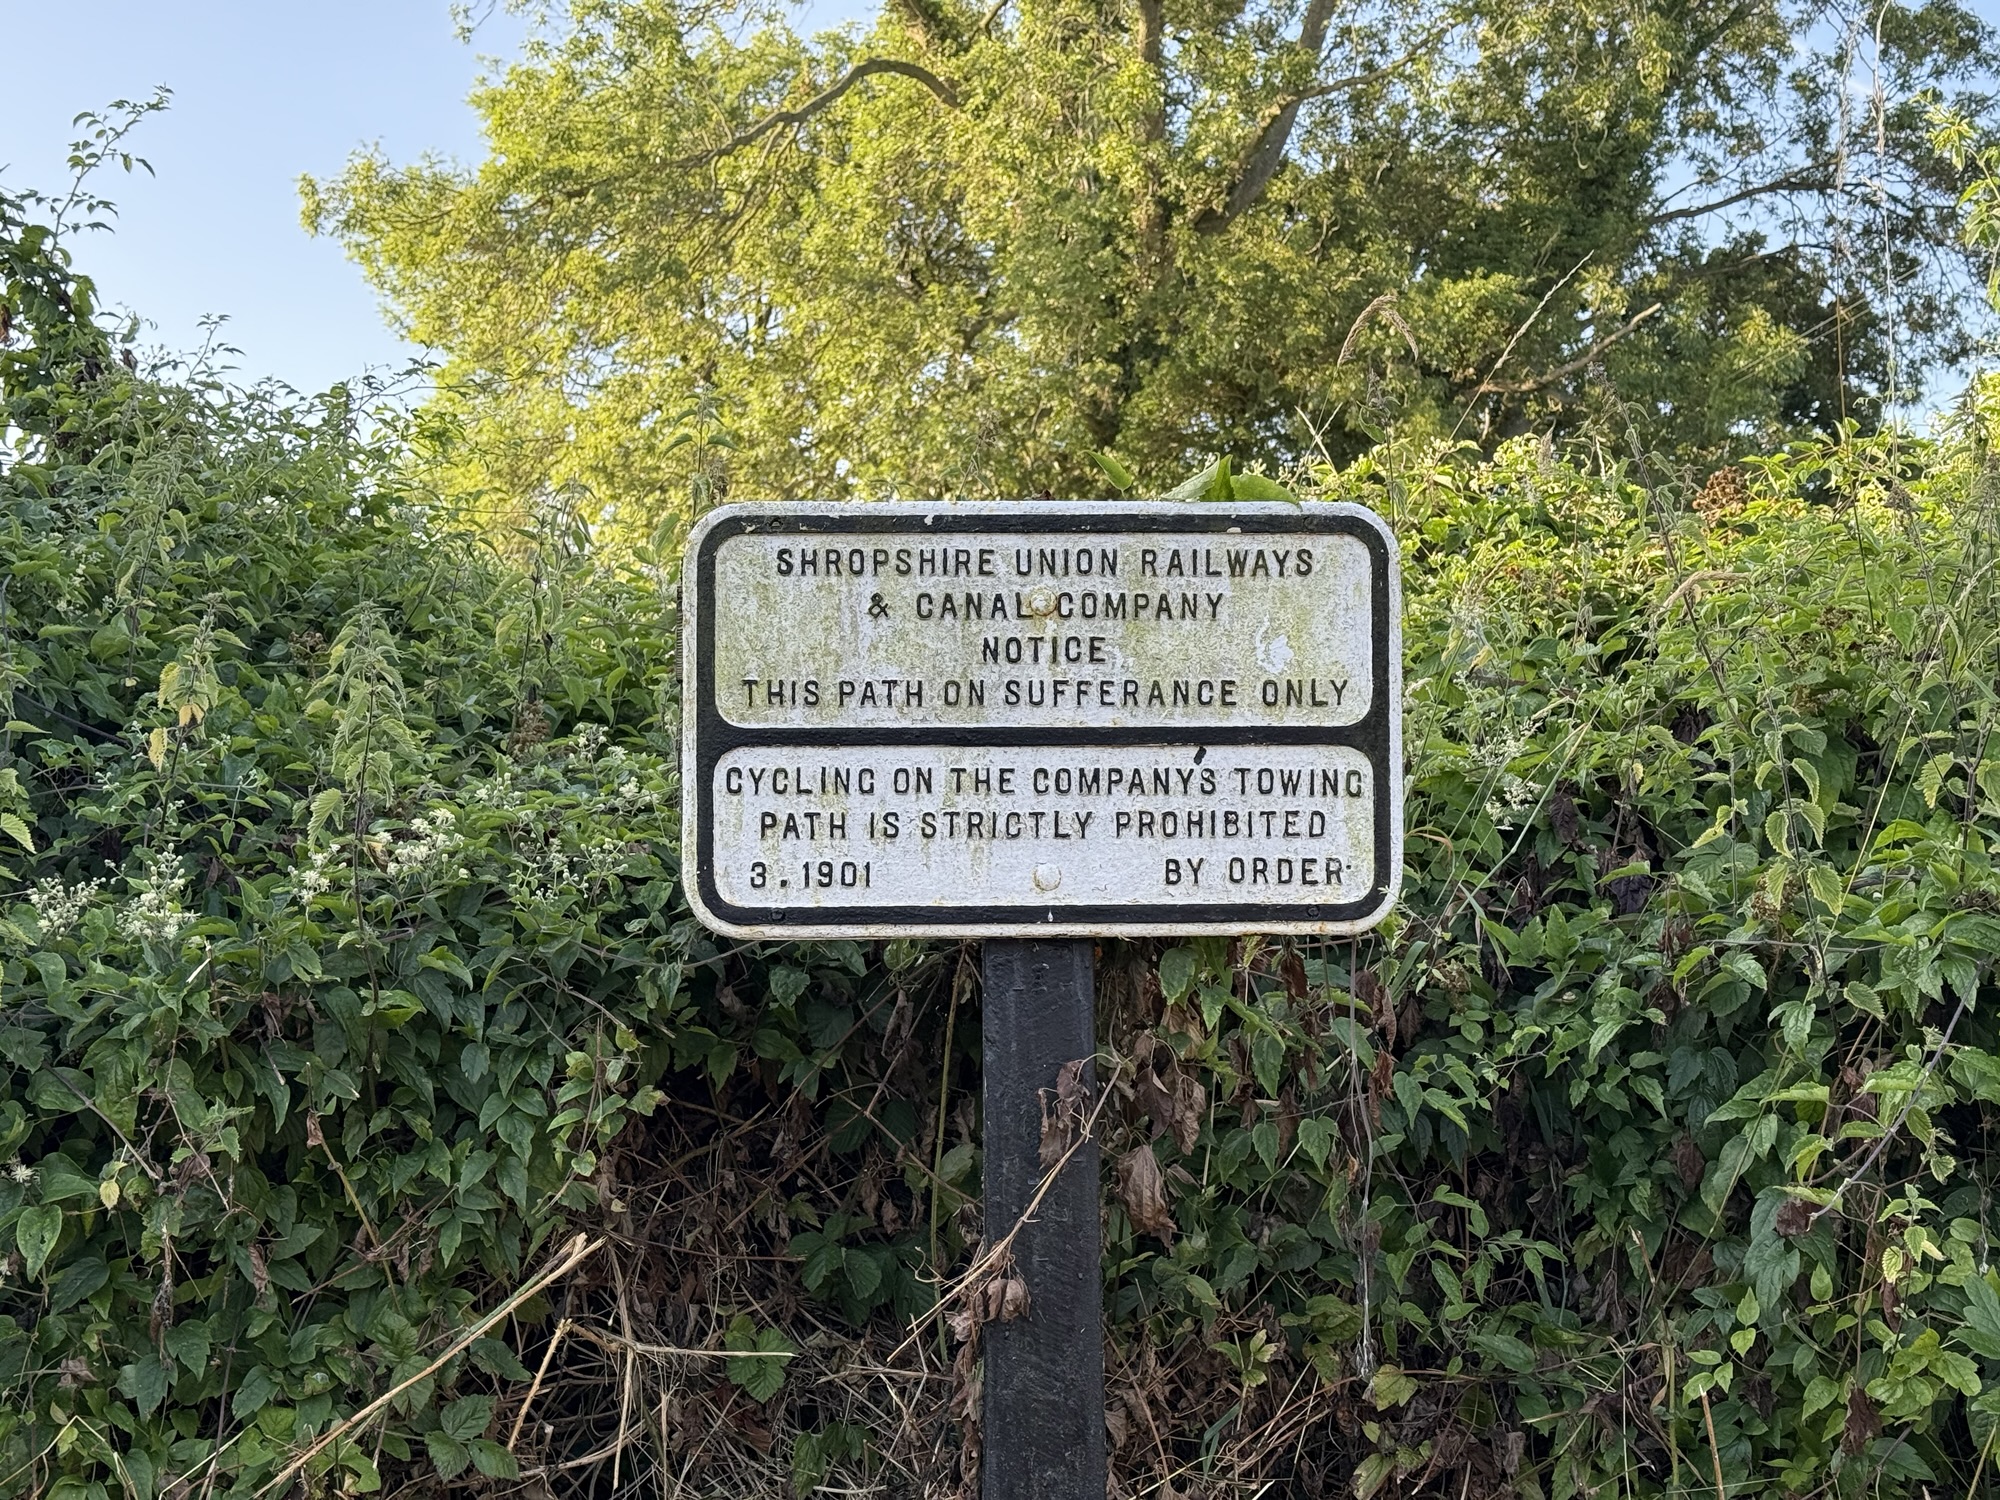 SHROPSHIRE UNION RAILWAYS
& CANAL COMPANY
NOTICE
THIS PATH ON SUFFERANCE ONLY
CYCLING ON THE COMPANY'S TOWING
PATH IS STRICTLY PROHIBITED
3.1901 BY ORDER.